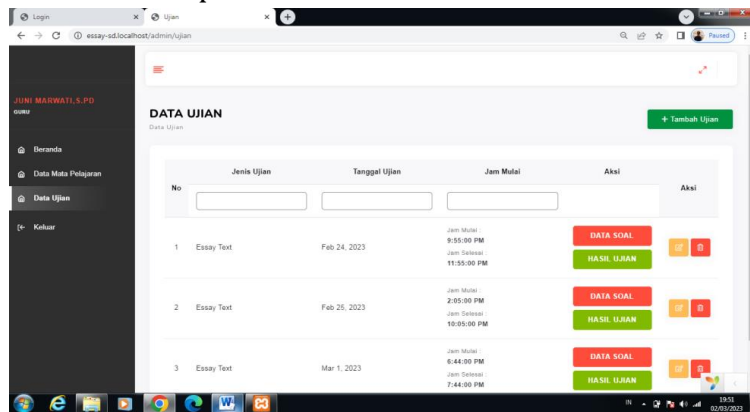 Login
Ujian
essay-sd.localhost/admin/ujian
Paused
JUNI MARWATI,S.PD
GURU
Beranda
Data Mata Pelajaran
Data Ujian
Keluar
DATA UJIAN
Data Ujian
+ Tambah Ujian
No Jenis Ujian Tanggal Ujian Jam Mulai Aksi Aksi
1 Essay Text Feb 24, 2023
Jam Mulai :
9:55:00 PM
Jam Selesai :
11:55:00 PM
DATA SOAL
HASIL UJIAN
2 Essay Text Feb 25, 2023
Jam Mulai :
2:05:00 PM
Jam Selesai :
10:05:00 PM
DATA SOAL
HASIL UJIAN
3 Essay Text Mar 1, 2023
Jam Mulai :
6:44:00 PM
Jam Selesai :
7:44:00 PM
DATA SOAL
HASIL UJIAN
IN
19:51
02/03/2023